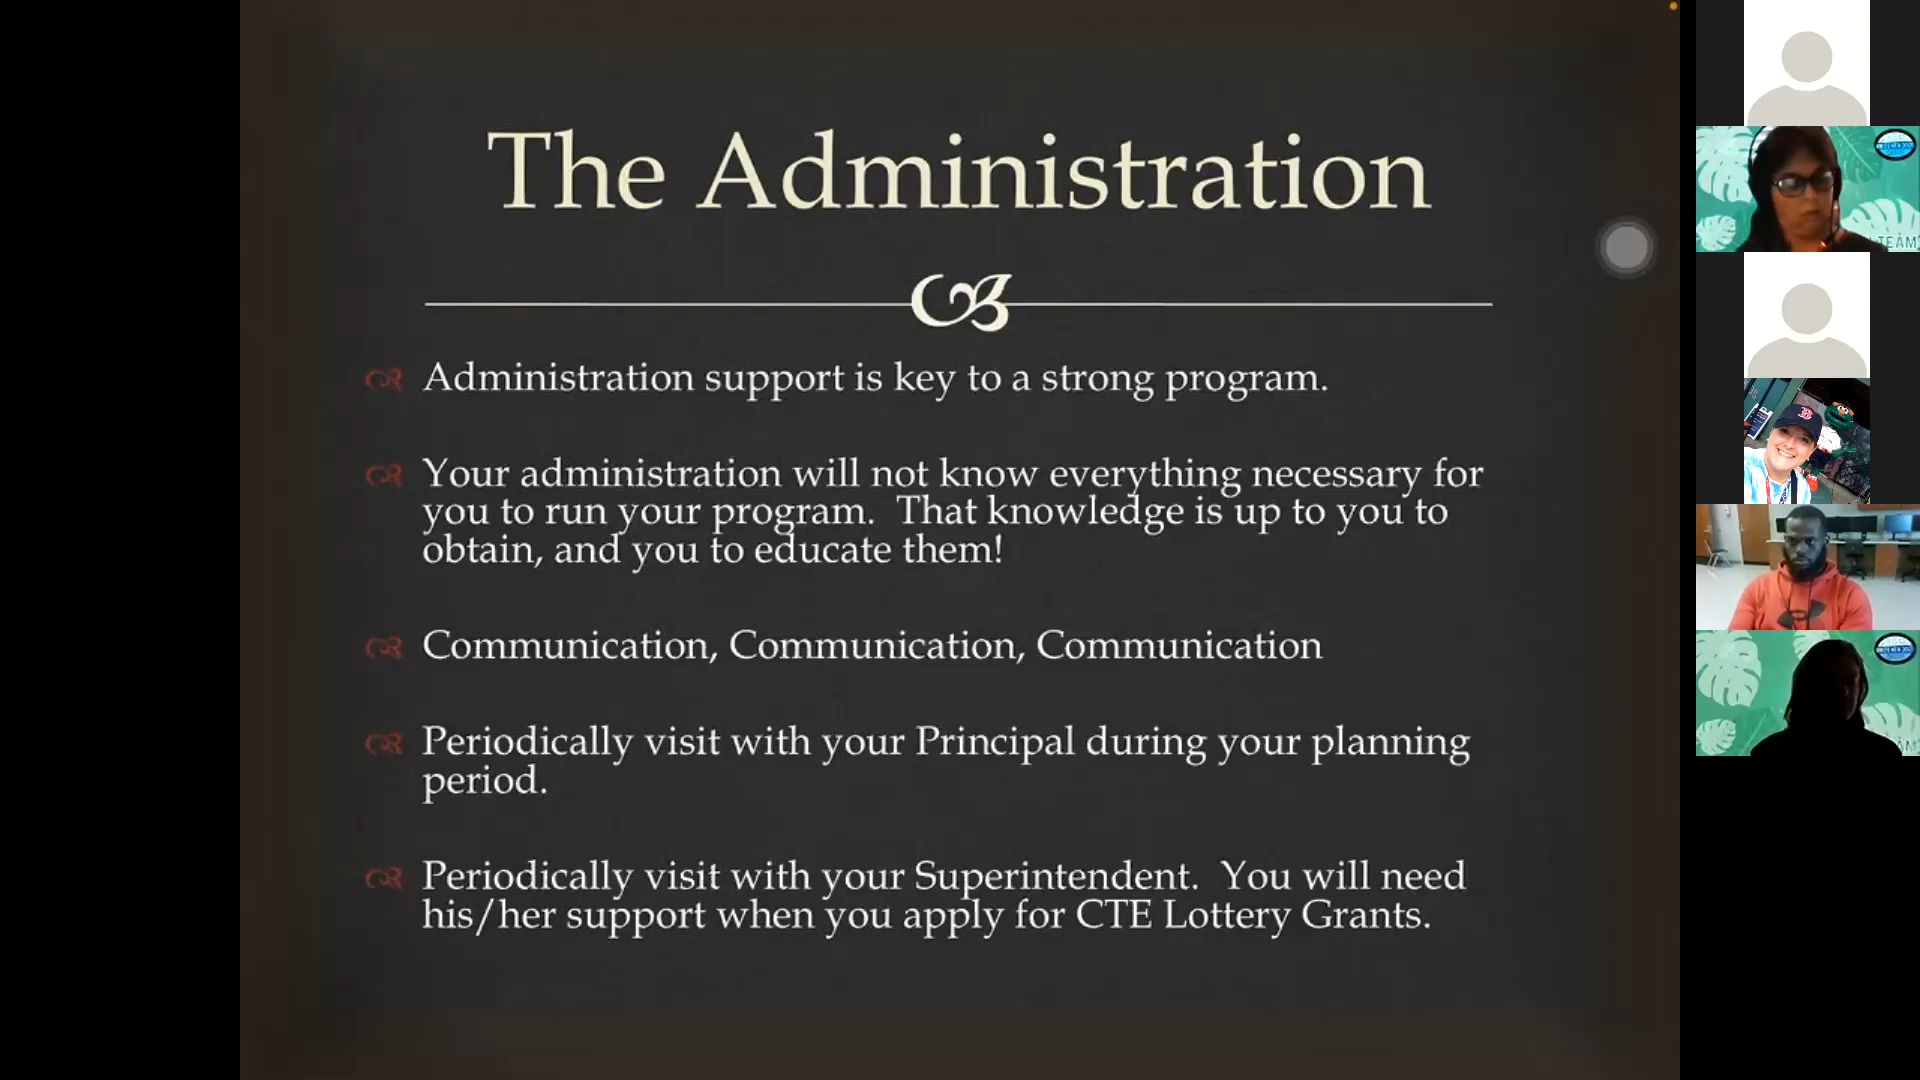 The Administration
Administration support is key to a strong program.
Your administration will not know everything necessary for
you to run your program.  That knowledge is up to you to
obtain, and you to educate them!
Communication, Communication, Communication
Periodically visit with your Principal during your planning
period.
Periodically visit with your Superintendent.  You will need
his/her support when you apply for CTE Lottery Grants.
TEAM
B